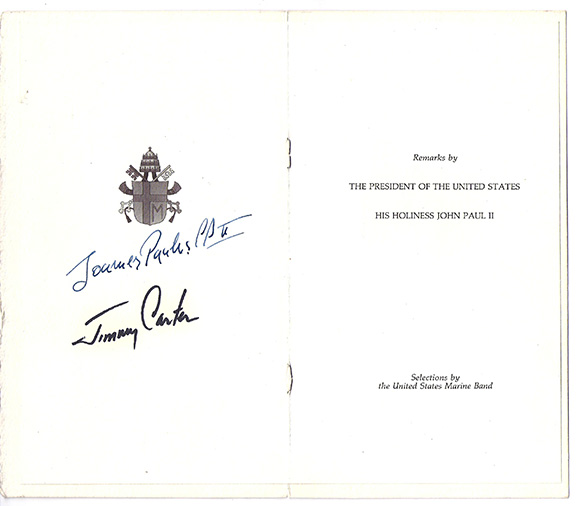 M
Joannes Paulus PP II
Jimmy Carter
Remarks by
THE PRESIDENT OF THE UNITED STATES
HIS HOLINESS JOHN PAUL II
Selections by
the United States Marine Band